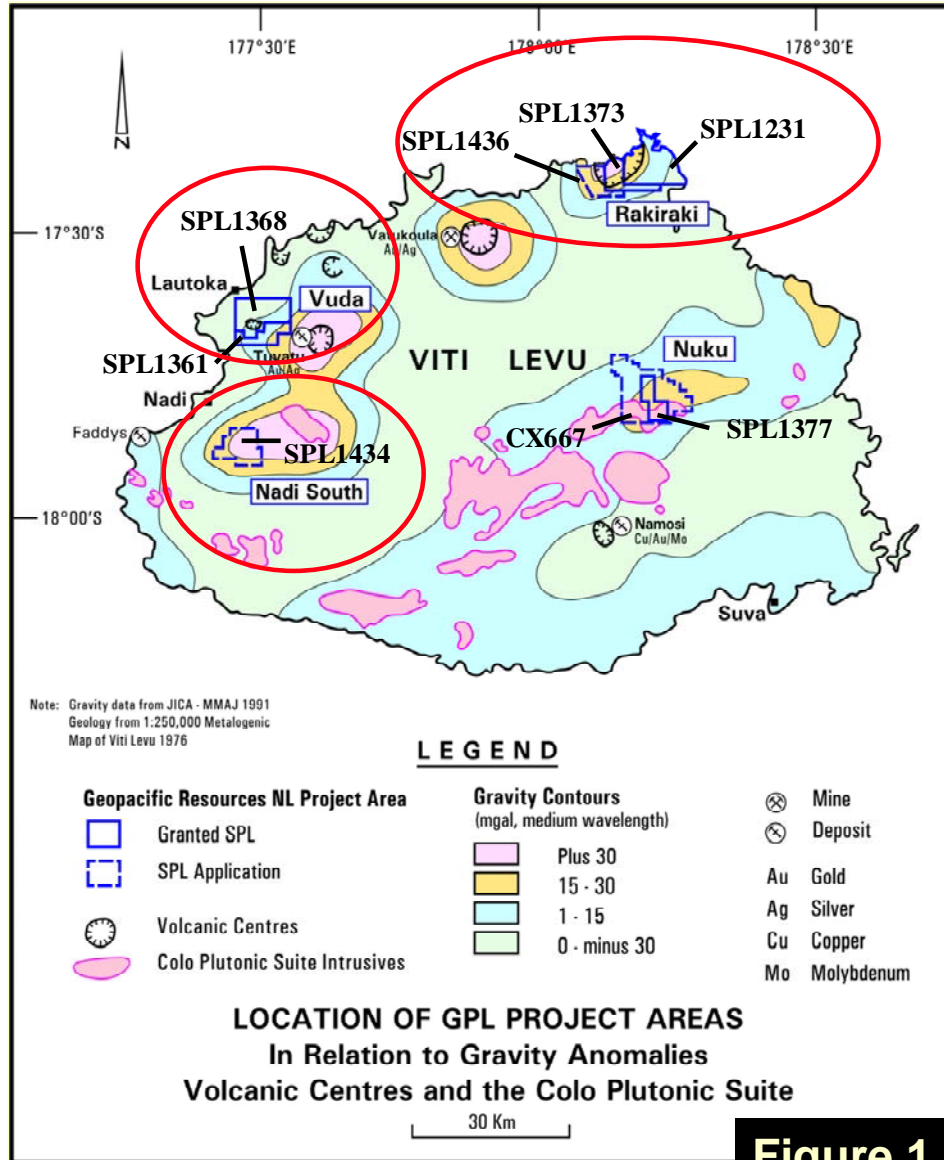 177°30'E
178°00'E
178°30'E
N
SPL1373
SPL1436
SPL1231
Rakiraki
17°30'S
SPL1368
Vatukoula
Au/Ag
Lautoka
Vuda
Tuvatu
Au/Ag
SPL1361
VITI LEVU
Nuku
Nadi
Faddys
SPL1434
CX667
SPL1377
Nadi South
18°00'S
Namosi
Cu/Au/Mo
Suva
Note: Gravity data from JICA - MMAJ 1991
Geology from 1:250,000 Metalogenic
Map of Viti Levu 1976
LEGEND
Geopacific Resources NL Project Area
Granted SPL
SPL Application
Volcanic Centres
Colo Plutonic Suite Intrusives
Gravity Contours
(mgal, medium wavelength)
Plus 30
15 - 30
1 - 15
0 - minus 30
Mine
Deposit
Au Gold
Ag Silver
Cu Copper
Mo Molybdenum
LOCATION OF GPL PROJECT AREAS
In Relation to Gravity Anomalies
Volcanic Centres and the Colo Plutonic Suite
30 Km
Figure 1